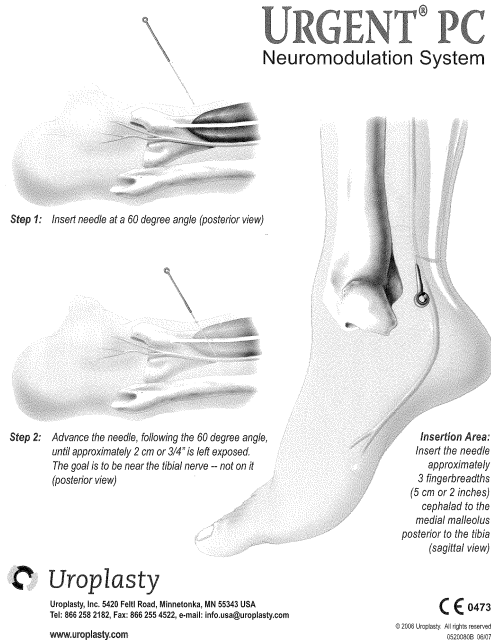 URGENT® PC
Neuromodulation System
Step 1: Insert needle at a 60 degree angle (posterior view)
Step 2: Advance the needle, following the 60 degree angle,
until approximately 2 cm or 3/4" is left exposed.
The goal is to be near the tibial nerve -- not on it
(posterior view)
Insertion Area:
Insert the needle
approximately
3 fingerbreadths
(5 cm or 2 inches)
cephalad to the
medial malleolus
posterior to the tibia
(sagittal view)
Uroplasty
Uroplasty, Inc. 5420 Feltl Road, Minnetonka, MN 55343 USA
Tel: 866 258 2182, Fax: 866 255 4522, e-mail: info.usa@uroplasty.com
www.uroplasty.com
CE 0473
© 2006 Uroplasty. All rights reserved
0520080B 06/07